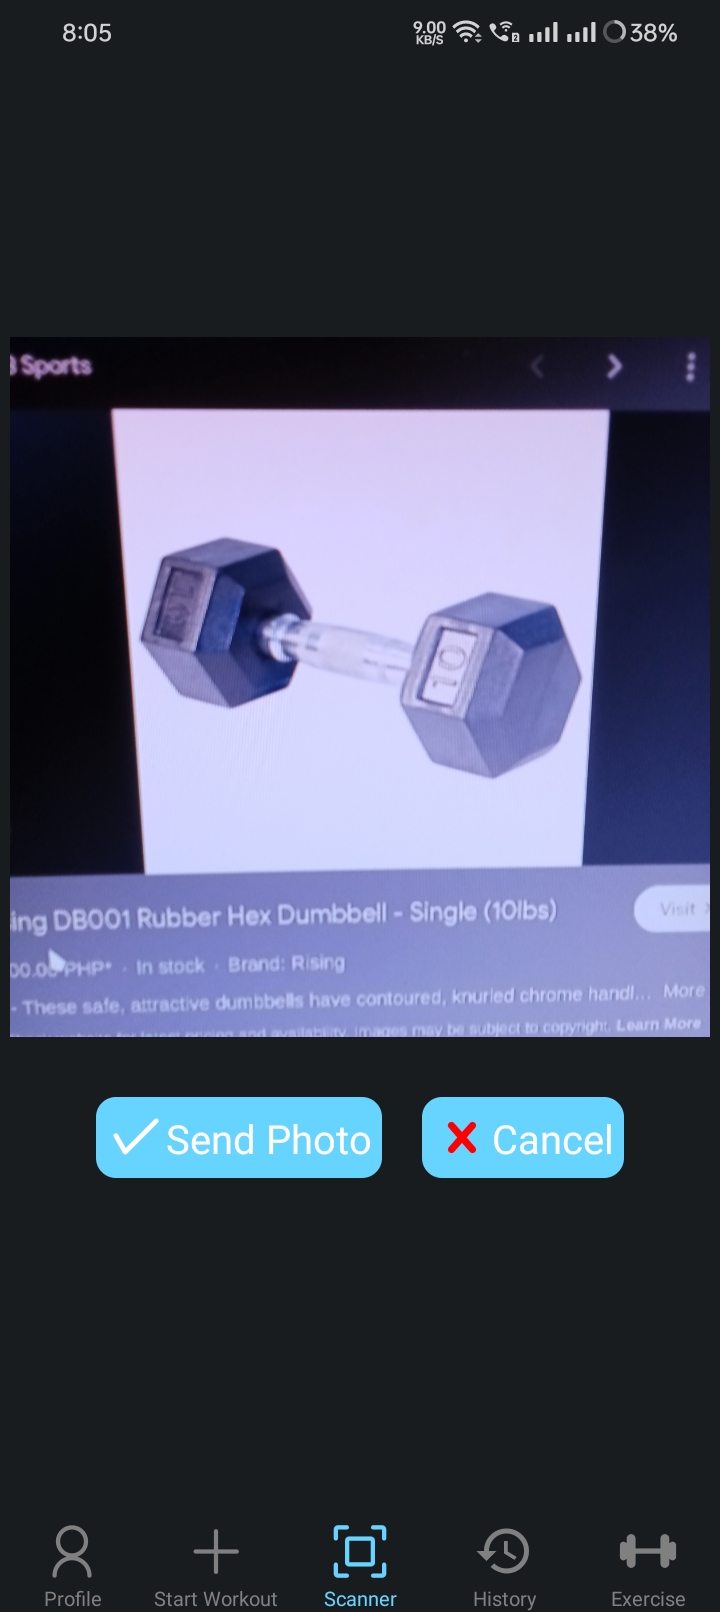 8:05
9.00
KB/S
2
38%
Sports
10
10
ing DB001 Rubber Hex Dumbbell - Single (10lbs)
Visit
00.00 PHP* · In stock · Brand: Rising
- These safe, attractive dumbbells have contoured, knurled chrome handl... More
website for latest pricing and availability. Images may be subject to copyright. Learn More
Send Photo
Cancel
Profile
Start Workout
Scanner
History
Exercise